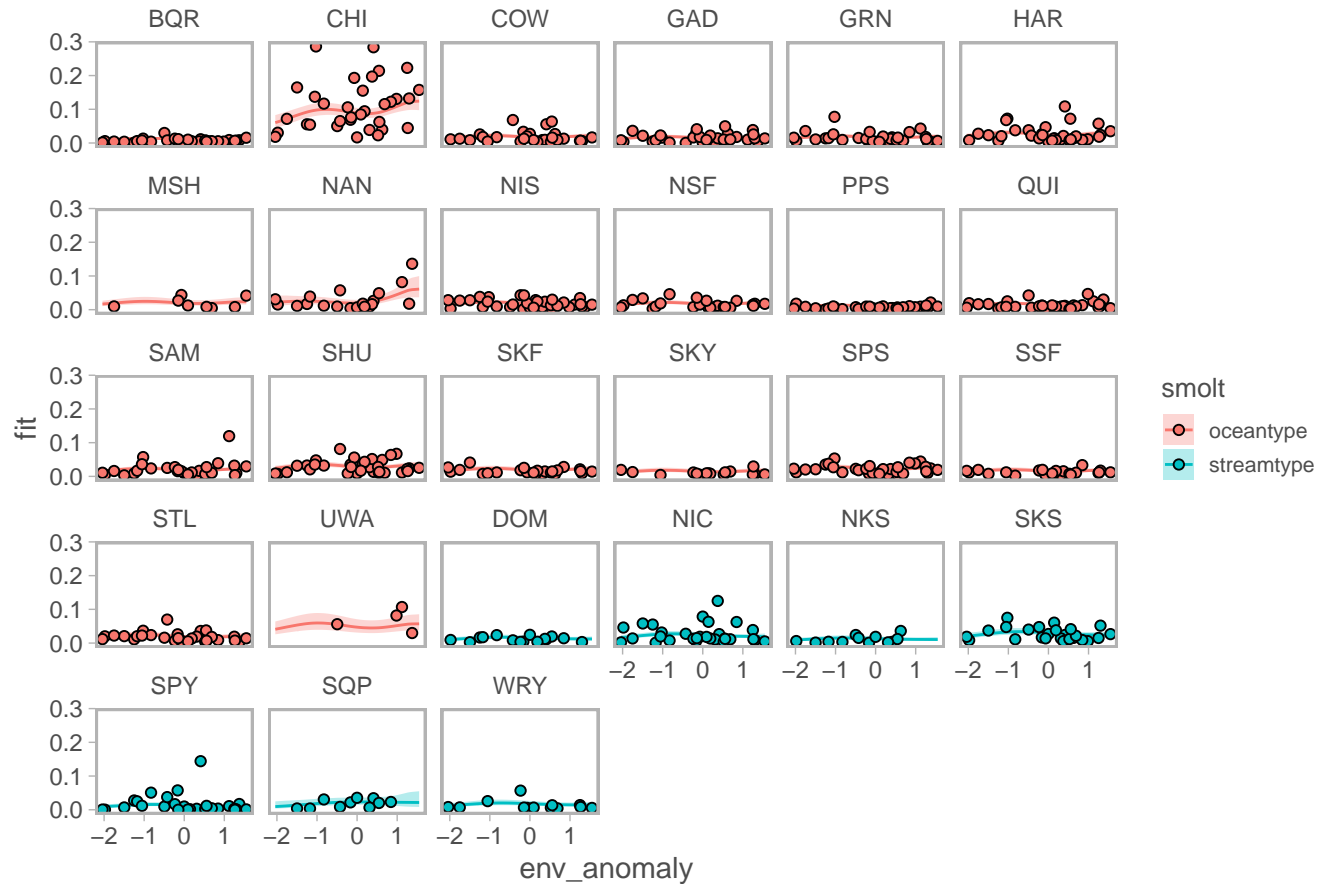 BQR CHI COW GAD GRN HAR
0.3
0.2
0.1
0.0
MSH NAN NIS NSF PPS QUI
0.3
0.2
0.1
0.0
SAM SHU SKF SKY SPS SSF
0.3
0.2
0.1
0.0
STL UWA DOM NIC NKS SKS
0.3
0.2
0.1
0.0
−2 −1 0 1 −2 −1 0 1 −2 −1 0 1
SPY SQP WRY
0.3
0.2
0.1
0.0
−2 −1 0 1 −2 −1 0 1 −2 −1 0 1
env_anomaly
fit
smolt
oceantype
streamtype